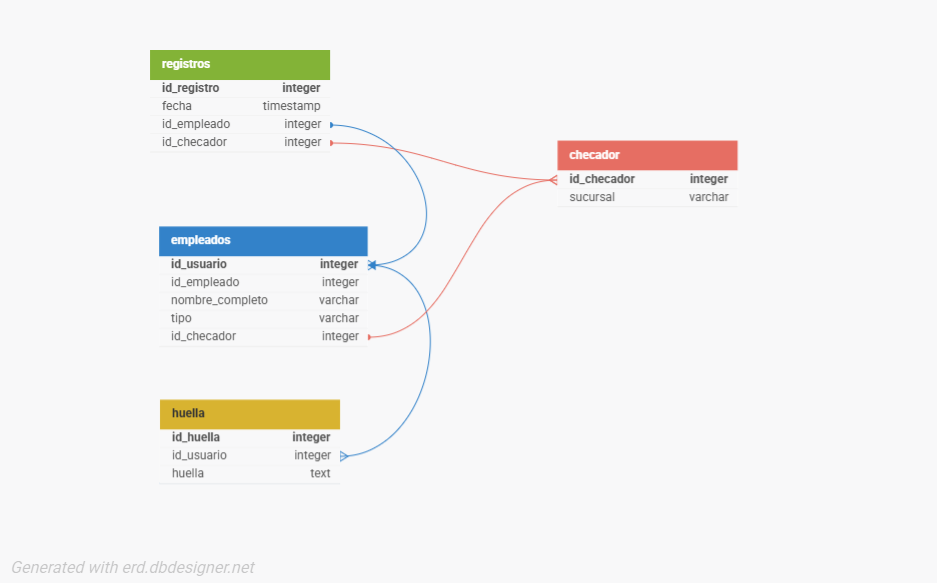 registros
id_registro integer
fecha timestamp
id_empleado integer
id_checador integer
checador
id_checador integer
sucursal varchar
empleados
id_usuario integer
id_empleado integer
nombre_completo varchar
tipo varchar
id_checador integer
huella
id_huella integer
id_usuario integer
huella text
Generated with erd.dbdesigner.net